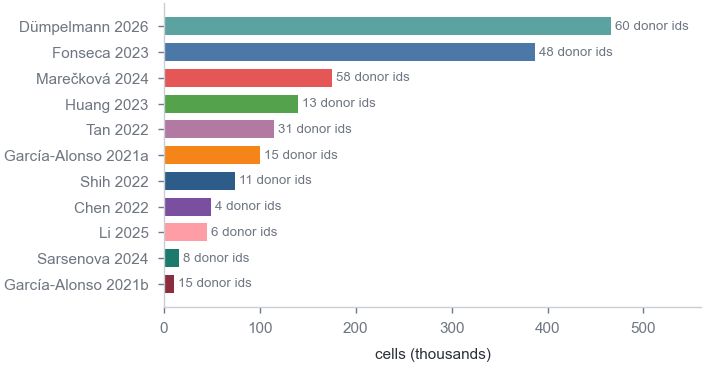 Dümpelmann 2026 60 donor ids
Fonseca 2023 48 donor ids
Marečková 2024 58 donor ids
Huang 2023 13 donor ids
Tan 2022 31 donor ids
García-Alonso 2021a 15 donor ids
Shih 2022 11 donor ids
Chen 2022 4 donor ids
Li 2025 6 donor ids
Sarsenova 2024 8 donor ids
García-Alonso 2021b 15 donor ids
0 100 200 300 400 500
cells (thousands)